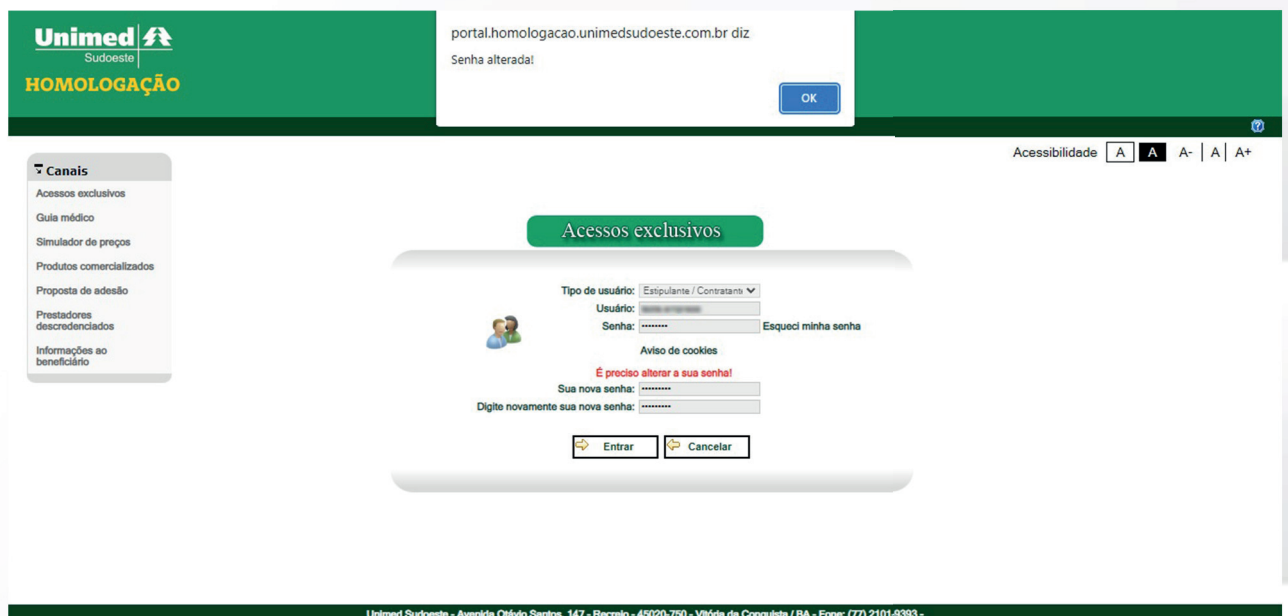 Unimed
Sudoeste
HOMOLOGAÇÃO
portal.homologacao.unimedsudoeste.com.br diz
Senha alterada!
OK
Acessibilidade A A A- A A+
Canais
Acessos exclusivos
Guia médico
Simulador de preços
Produtos comercializados
Proposta de adesão
Prestadores
descredenciados
Informações ao
beneficiário
Acessos exclusivos
Tipo de usuário: Estipulante / Contratant
Usuário:
Senha: •••••••• Esqueci minha senha
Aviso de cookies
É preciso alterar a sua senha!
Sua nova senha: •••••••••
Digite novamente sua nova senha: •••••••••
Entrar Cancelar
Unimed Sudoeste - Avenida Otávio Santos, 147 - Recreio - 45020-750 - Vitória da Conquista / BA - Fone: (77) 2101-9393 -